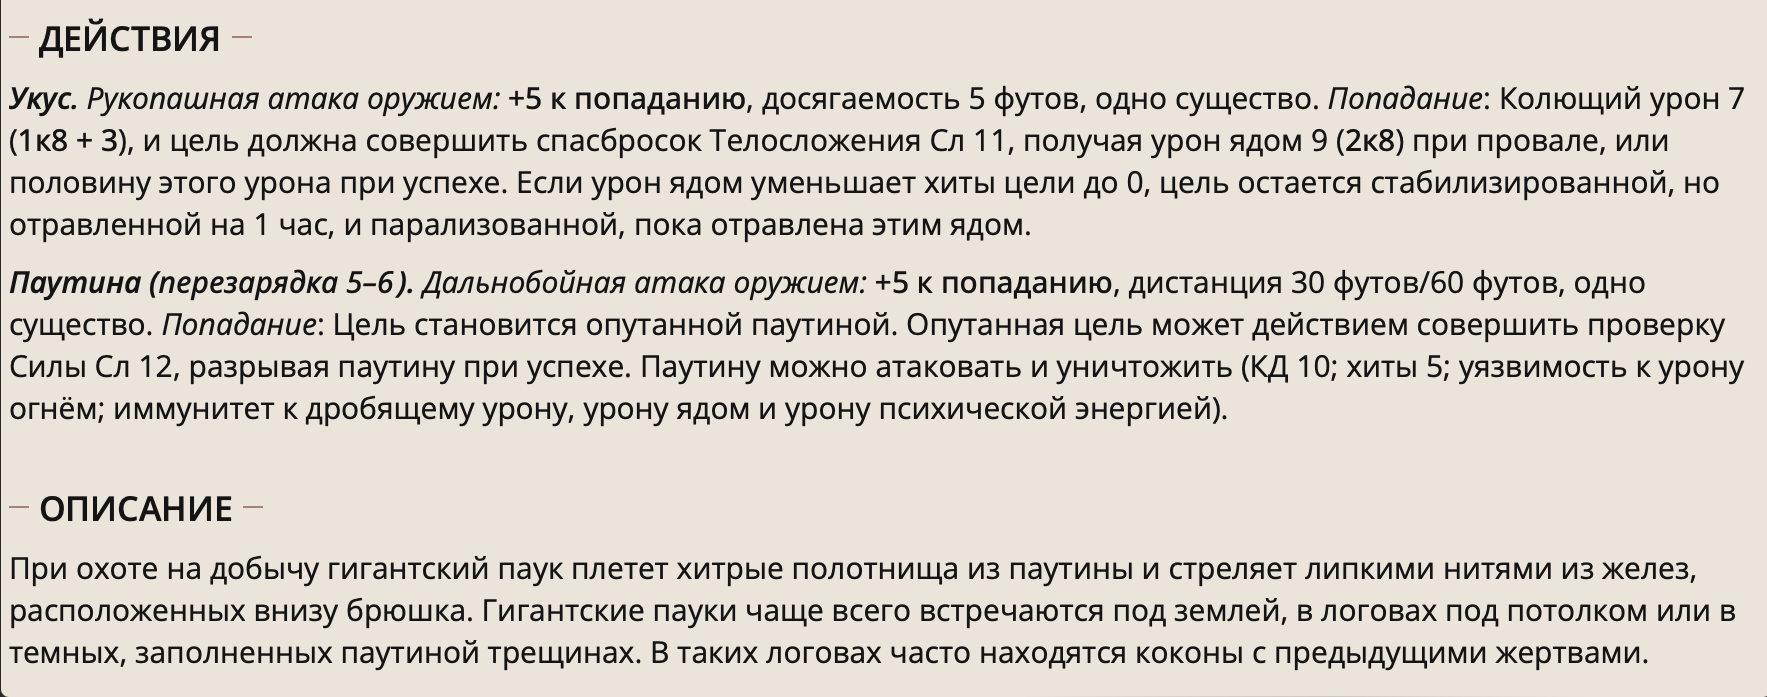 ДЕЙСТВИЯ
Укус. Рукопашная атака оружием: +5 к попаданию, досягаемость 5 футов, одно существо. Попадание: Колющий урон 7
(1к8 + 3), и цель должна совершить спасбросок Телосложения Сл 11, получая урон ядом 9 (2к8) при провале, или
половину этого урона при успехе. Если урон ядом уменьшает хиты цели до 0, цель остается стабилизированной, но
отравленной на 1 час, и парализованной, пока отравлена этим ядом.
Паутина (перезарядка 5–6). Дальнобойная атака оружием: +5 к попаданию, дистанция 30 футов/60 футов, одно
существо. Попадание: Цель становится опутанной паутиной. Опутанная цель может действием совершить проверку
Силы Сл 12, разрывая паутину при успехе. Паутину можно атаковать и уничтожить (КД 10; хиты 5; уязвимость к урону
огнём; иммунитет к дробящему урону, урону ядом и урону психической энергией).
ОПИСАНИЕ
При охоте на добычу гигантский паук плетет хитрые полотнища из паутины и стреляет липкими нитями из желез,
расположенных внизу брюшка. Гигантские пауки чаще всего встречаются под землей, в логовах под потолком или в
темных, заполненных паутиной трещинах. В таких логовах часто находятся коконы с предыдущими жертвами.